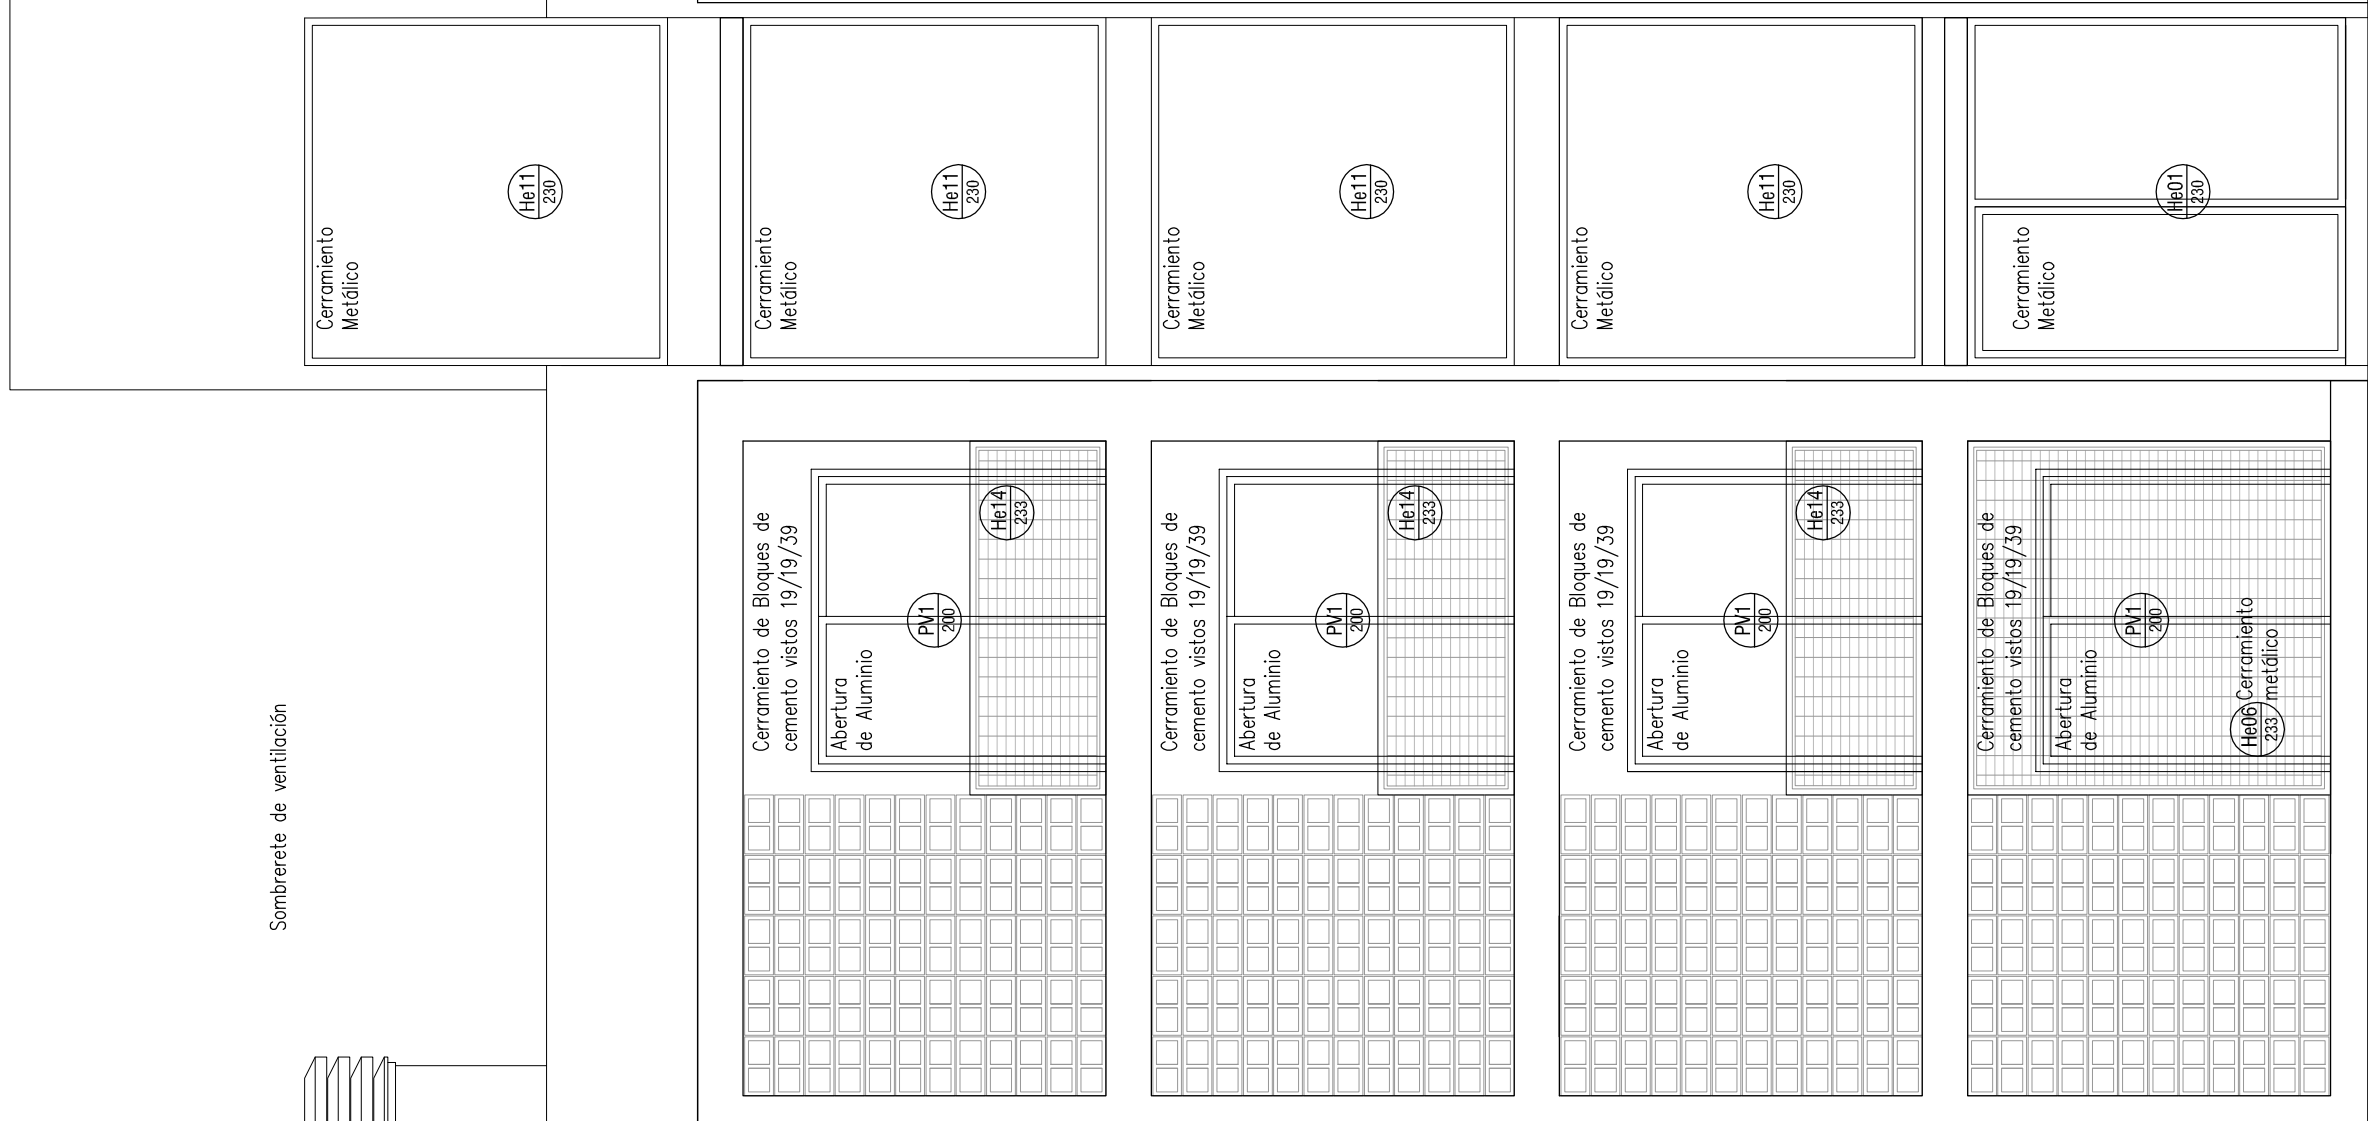 Sombrerete de ventilación
Cerramiento
Metálico
He11
230
Cerramiento de Bloques de
cemento vistos 19/19/39
Abertura
de Aluminio
PV1
200
He14
233
Cerramiento
Metálico
He11
230
Cerramiento de Bloques de
cemento vistos 19/19/39
Abertura
de Aluminio
PV1
200
He14
233
Cerramiento
Metálico
He11
230
Cerramiento de Bloques de
cemento vistos 19/19/39
Abertura
de Aluminio
PV1
200
He14
233
Cerramiento
Metálico
He11
230
Cerramiento de Bloques de
cemento vistos 19/19/39
Abertura
de Aluminio
PV1
200
He06
233
Cerramiento
metálico
Cerramiento
Metálico
He01
230